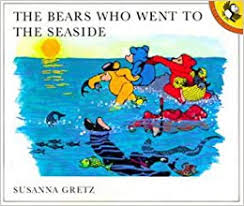 THE BEARS WHO WENT TO
THE SEASIDE
SUSANNA GRETZ